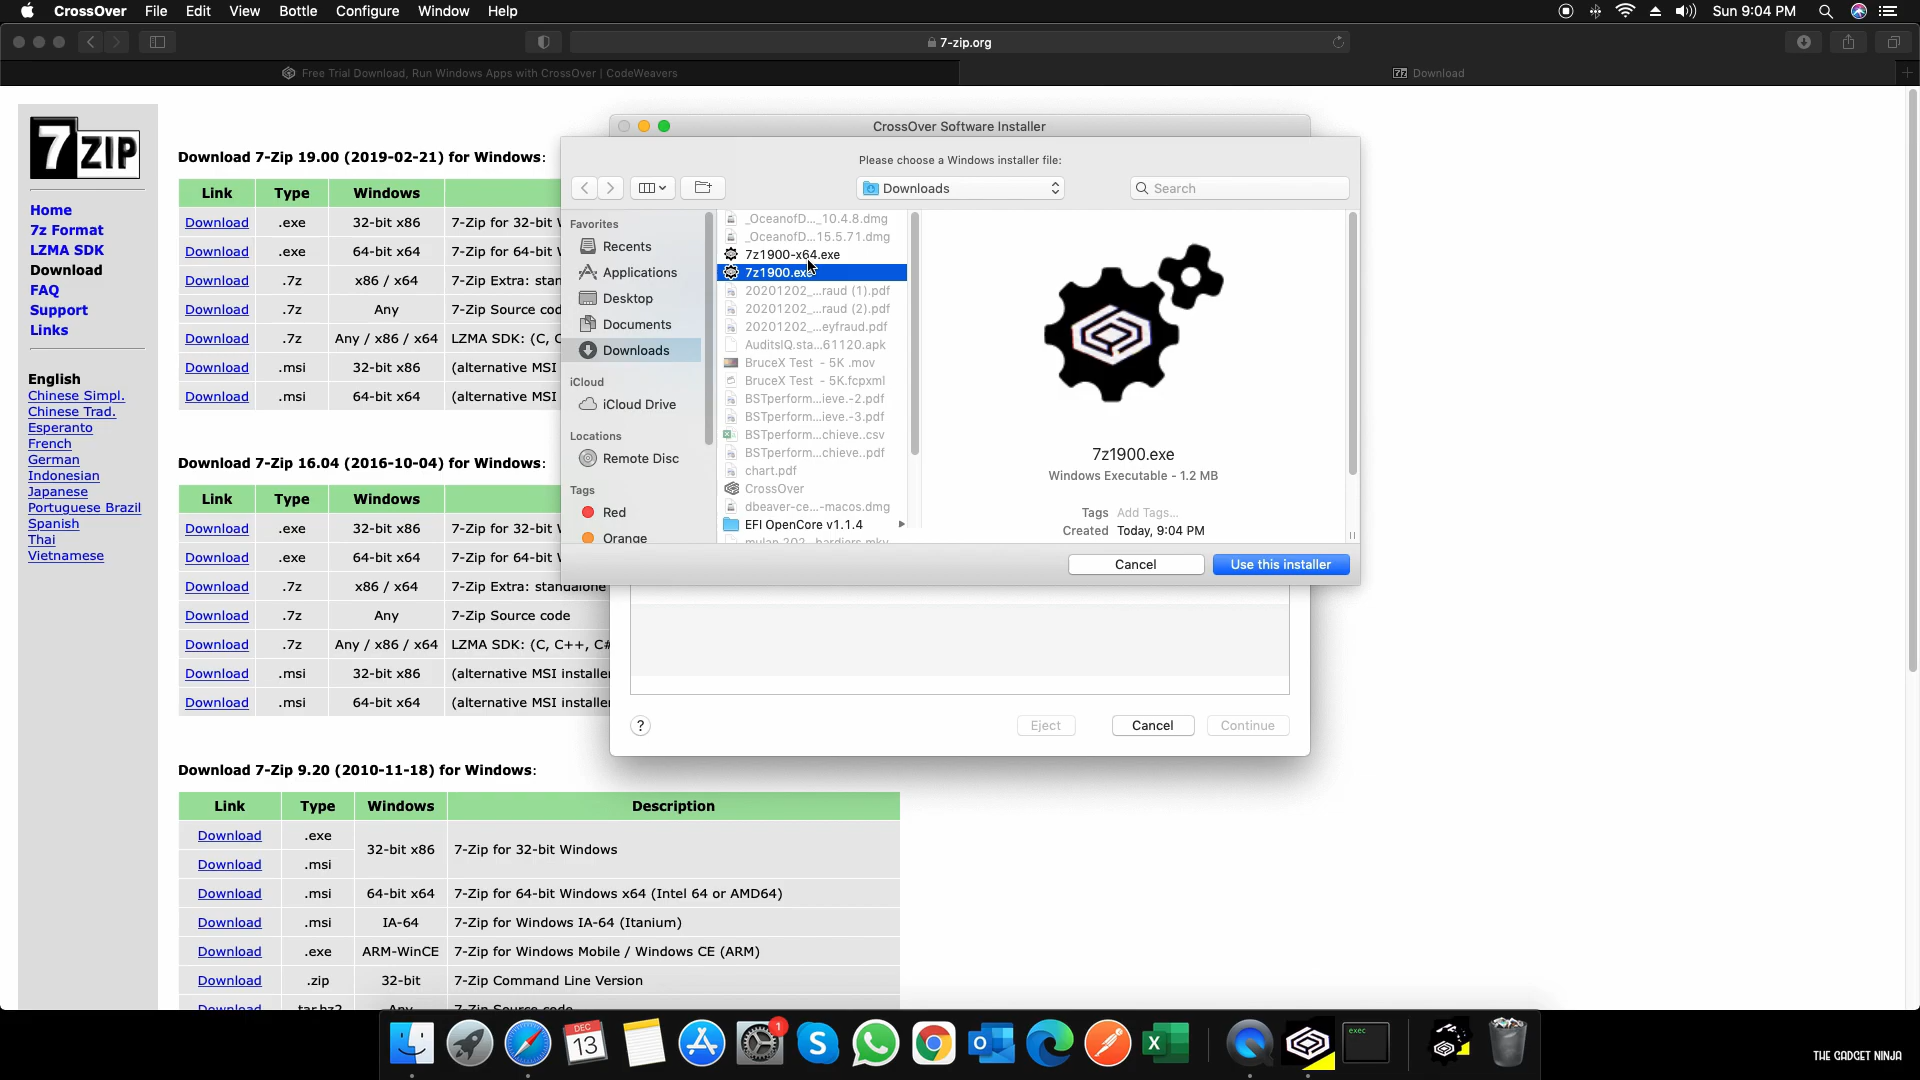 CrossOver File Edit View Bottle Configure Window Help Sun 9:04 PM
7-zip.org
Free Trial Download, Run Windows Apps with CrossOver | CodeWeavers
7Z Download
7ZIP
Home
7z Format
LZMA SDK
Download
FAQ
Support
Links
English
Chinese Simpl.
Chinese Trad.
Esperanto
French
German
Indonesian
Japanese
Portuguese Brazil
Spanish
Thai
Vietnamese
Download 7-Zip 19.00 (2019-02-21) for Windows:
Link Type Windows
Download .exe 32-bit x86 7-Zip for 32-bit
Download .exe 64-bit x64 7-Zip for 64-bit
Download .7z x86 / x64 7-Zip Extra: stan
Download .7z Any 7-Zip Source cod
Download .7z Any / x86 / x64 LZMA SDK: (C, C
Download .msi 32-bit x86 (alternative MSI
Download .msi 64-bit x64 (alternative MSI
Download 7-Zip 16.04 (2016-10-04) for Windows:
Link Type Windows
Download .exe 32-bit x86 7-Zip for 32-bit
Download .exe 64-bit x64 7-Zip for 64-bit
Download .7z x86 / x64 7-Zip Extra: standalone
Download .7z Any 7-Zip Source code
Download .7z Any / x86 / x64 LZMA SDK: (C, C++, C#
Download .msi 32-bit x86 (alternative MSI installer
Download .msi 64-bit x64 (alternative MSI installer
Download 7-Zip 9.20 (2010-11-18) for Windows:
Link Type Windows Description
Download .exe 32-bit x86 7-Zip for 32-bit Windows
Download .msi
Download .msi 64-bit x64 7-Zip for 64-bit Windows x64 (Intel 64 or AMD64)
Download .msi IA-64 7-Zip for Windows IA-64 (Itanium)
Download .exe ARM-WinCE 7-Zip for Windows Mobile / Windows CE (ARM)
Download .zip 32-bit 7-Zip Command Line Version
Download tar.bz2 Any 7-Zip Source code
CrossOver Software Installer
Please choose a Windows installer file:
Downloads
Search
Favorites
Recents
Applications
Desktop
Documents
Downloads
iCloud
iCloud Drive
Locations
Remote Disc
Tags
Red
Orange
_OceanofD..._10.4.8.dmg
_OceanofD...15.5.71.dmg
7z1900-x64.exe
7z1900.exe
20201202_...raud (1).pdf
20201202_...raud (2).pdf
20201202_...eyfraud.pdf
AuditsIQ.sta...61120.apk
BruceX Test - 5K .mov
BruceX Test - 5K.fcpxml
BSTperform...ieve.-2.pdf
BSTperform...ieve.-3.pdf
BSTperform...chieve..csv
BSTperform...chieve..pdf
chart.pdf
CrossOver
dbeaver-ce...-macos.dmg
EFI OpenCore v1.1.4
7z1900.exe
Windows Executable - 1.2 MB
Tags Add Tags...
Created Today, 9:04 PM
Cancel Use this installer
? Eject Cancel Continue
DEC
13
1
exec
THE GADGET NINJA